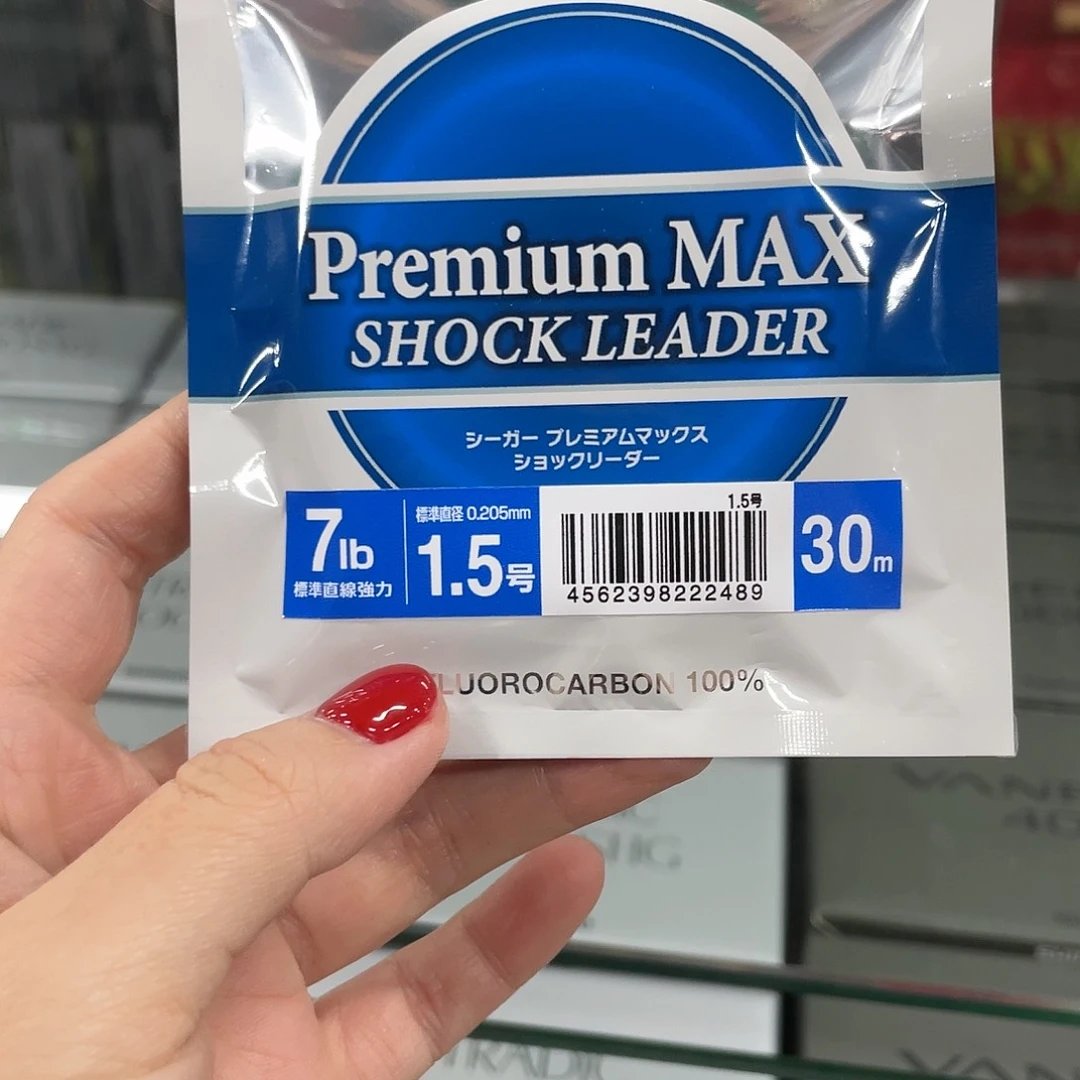 Premium MAX
SHOCK LEADER
シーガー プレミアムマックス
ショックリーダー
7lb
標準直線強力
標準直径 0.205mm
1.5号
1.5号
4562398222489
30m
LUOROCARBON 100%